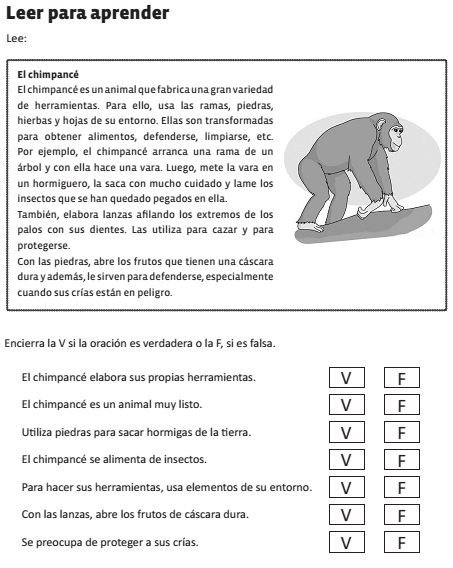 Leer para aprender
Lee:
El chimpancé
El chimpancé es un animal que fabrica una gran variedad
de herramientas. Para ello, usa las ramas, piedras,
hierbas y hojas de su entorno. Ellas son transformadas
para obtener alimentos, defenderse, limpiarse, etc.
Por ejemplo, el chimpancé arranca una rama de un
árbol y con ella hace una vara. Luego, mete la vara en
un hormiguero, la saca con mucho cuidado y lame los
insectos que se han quedado pegados en ella.
También, elabora lanzas afilando los extremos de los
palos con sus dientes. Las utiliza para cazar y para
protegerse.
Con las piedras, abre los frutos que tienen una cáscara
dura y además, le sirven para defenderse, especialmente
cuando sus crías están en peligro.
Encierra la V si la oración es verdadera o la F, si es falsa.
El chimpancé elabora sus propias herramientas. V F
El chimpancé es un animal muy listo. V F
Utiliza piedras para sacar hormigas de la tierra. V F
El chimpancé se alimenta de insectos. V F
Para hacer sus herramientas, usa elementos de su entorno. V F
Con las lanzas, abre los frutos de cáscara dura. V F
Se preocupa de proteger a sus crías. V F